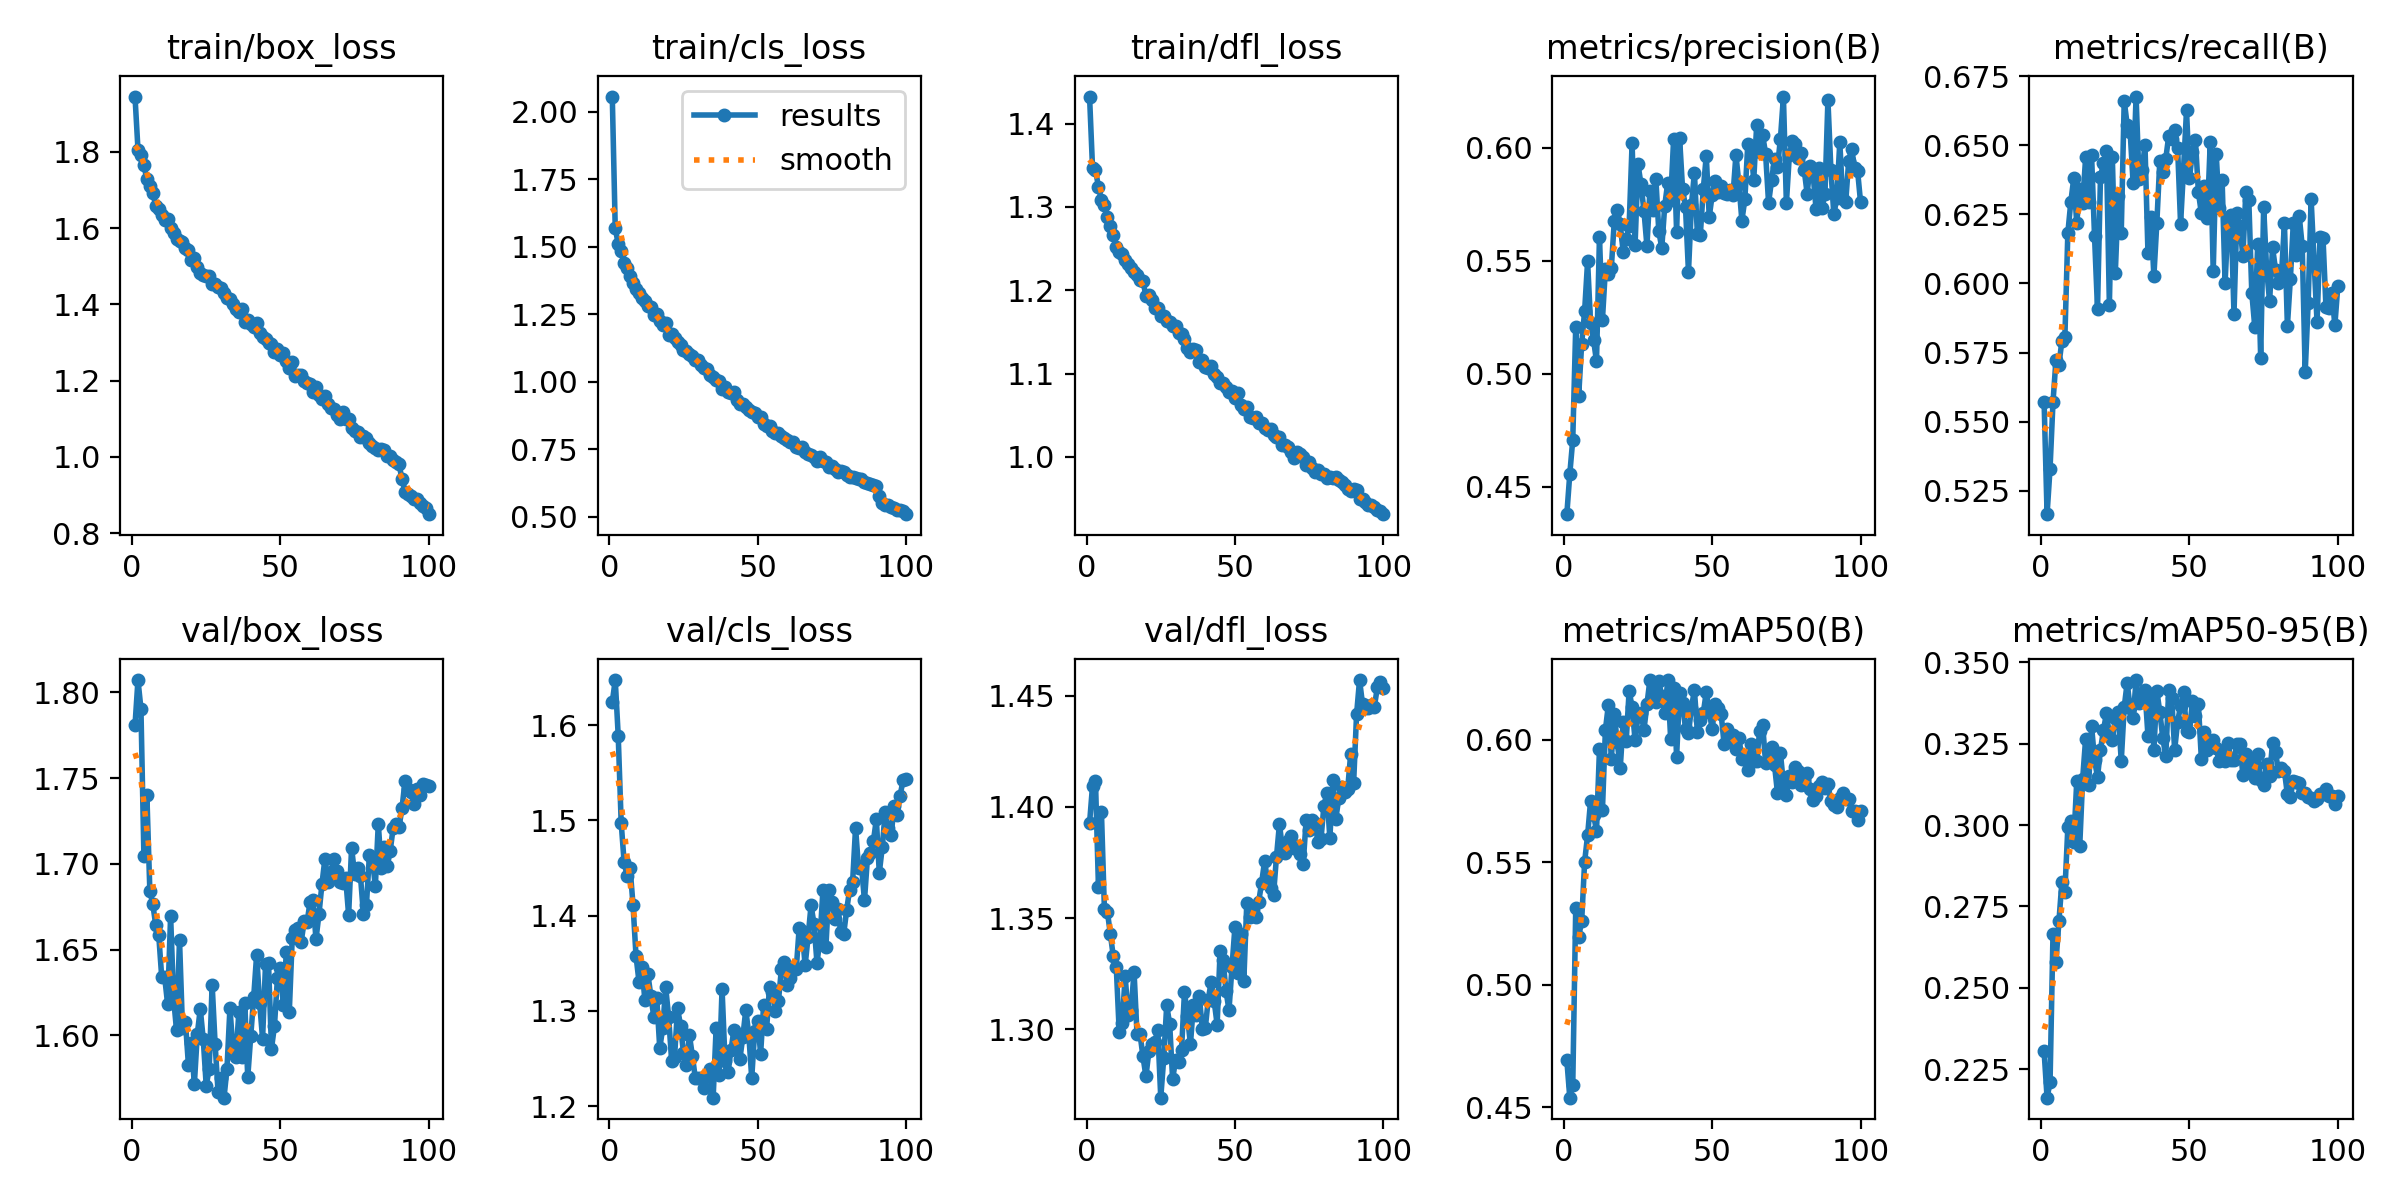 train/box_loss
1.8
1.6
1.4
1.2
1.0
0.8
0 50 100
train/cls_loss
results
smooth
2.00
1.75
1.50
1.25
1.00
0.75
0.50
0 50 100
train/dfl_loss
1.4
1.3
1.2
1.1
1.0
0 50 100
metrics/precision(B)
0.60
0.55
0.50
0.45
0 50 100
metrics/recall(B)
0.675
0.650
0.625
0.600
0.575
0.550
0.525
0 50 100
val/box_loss
1.80
1.75
1.70
1.65
1.60
0 50 100
val/cls_loss
1.6
1.5
1.4
1.3
1.2
0 50 100
val/dfl_loss
1.45
1.40
1.35
1.30
0 50 100
metrics/mAP50(B)
0.60
0.55
0.50
0.45
0 50 100
metrics/mAP50-95(B)
0.350
0.325
0.300
0.275
0.250
0.225
0 50 100